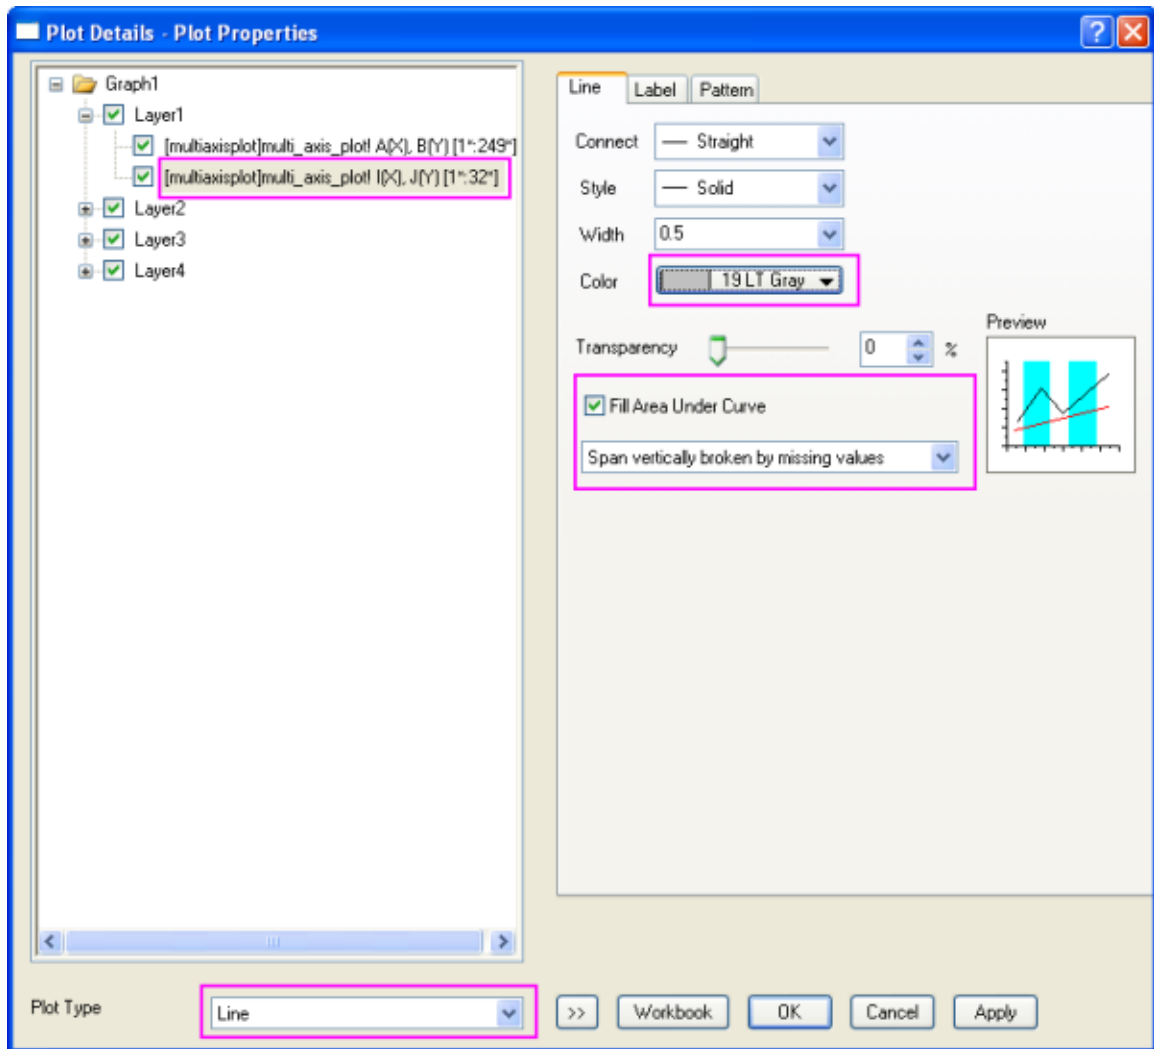 Plot Details - Plot Properties
Graph1
Layer1
[multiaxisplot]multi_axis_plot! A(X), B(Y) [1*:249*]
[multiaxisplot]multi_axis_plot! I(X), J(Y) [1*:32*]
Layer2
Layer3
Layer4
Line Label Pattern
Connect Straight
Style Solid
Width 0.5
Color 19 LT Gray
Transparency 0 %
Fill Area Under Curve
Span vertically broken by missing values
Preview
Plot Type Line >> Workbook OK Cancel Apply